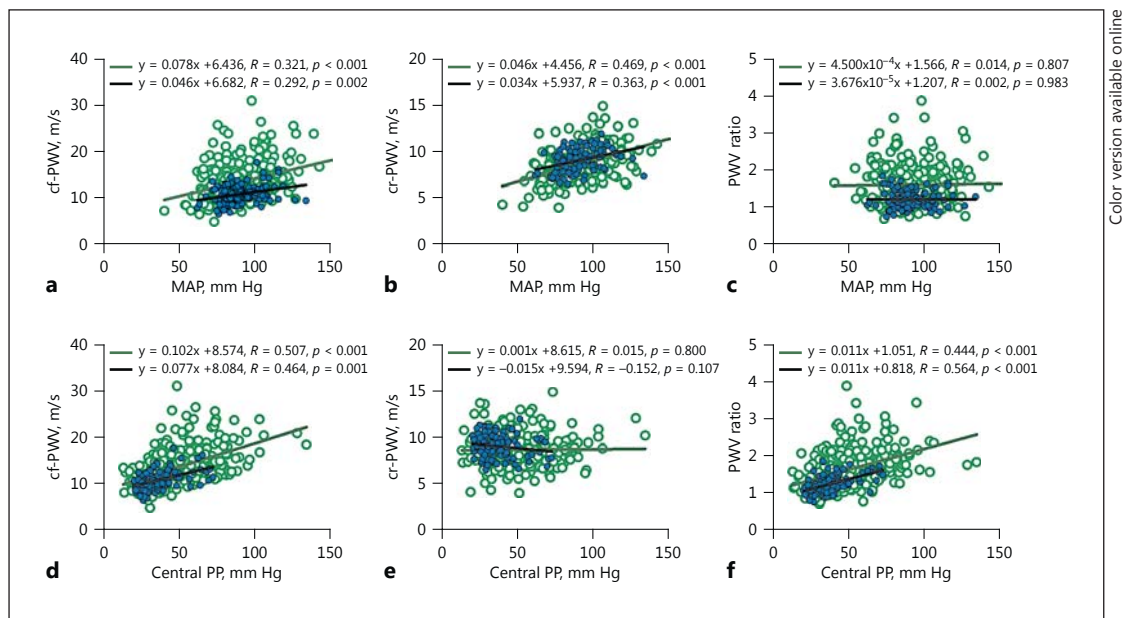 Color version available online
y = 0.078x +6.436, R = 0.321, p < 0.001
y = 0.046x +6.682, R = 0.292, p = 0.002
40
30
20
10
0
cf-PWV, m/s
0 50 100 150
MAP, mm Hg
a
y = 0.046x +4.456, R = 0.469, p < 0.001
y = 0.034x +5.937, R = 0.363, p < 0.001
20
15
10
5
0
cr-PWV, m/s
0 50 100 150
MAP, mm Hg
b
y = 4.500x10⁻⁴x +1.566, R = 0.014, p = 0.807
y = 3.676x10⁻⁵x +1.207, R = 0.002, p = 0.983
5
4
3
2
1
0
PWV ratio
0 50 100 150
MAP, mm Hg
c
y = 0.102x +8.574, R = 0.507, p < 0.001
y = 0.077x +8.084, R = 0.464, p = 0.001
40
30
20
10
0
cf-PWV, m/s
0 50 100 150
Central PP, mm Hg
d
y = 0.001x +8.615, R = 0.015, p = 0.800
y = –0.015x +9.594, R = –0.152, p = 0.107
20
15
10
5
0
cr-PWV, m/s
0 50 100 150
Central PP, mm Hg
e
y = 0.011x +1.051, R = 0.444, p < 0.001
y = 0.011x +0.818, R = 0.564, p < 0.001
5
4
3
2
1
0
PWV ratio
0 50 100 150
Central PP, mm Hg
f